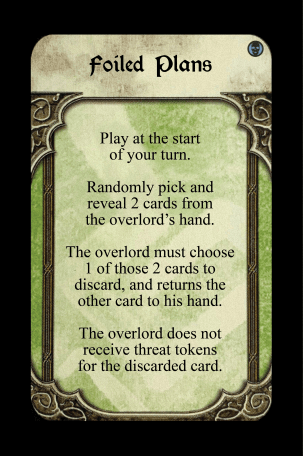 Foiled Plans
Play at the start
of your turn.
Randomly pick and
reveal 2 cards from
the overlord's hand.
The overlord must choose
1 of those 2 cards to
discard, and returns the
other card to his hand.
The overlord does not
receive threat tokens
for the discarded card.